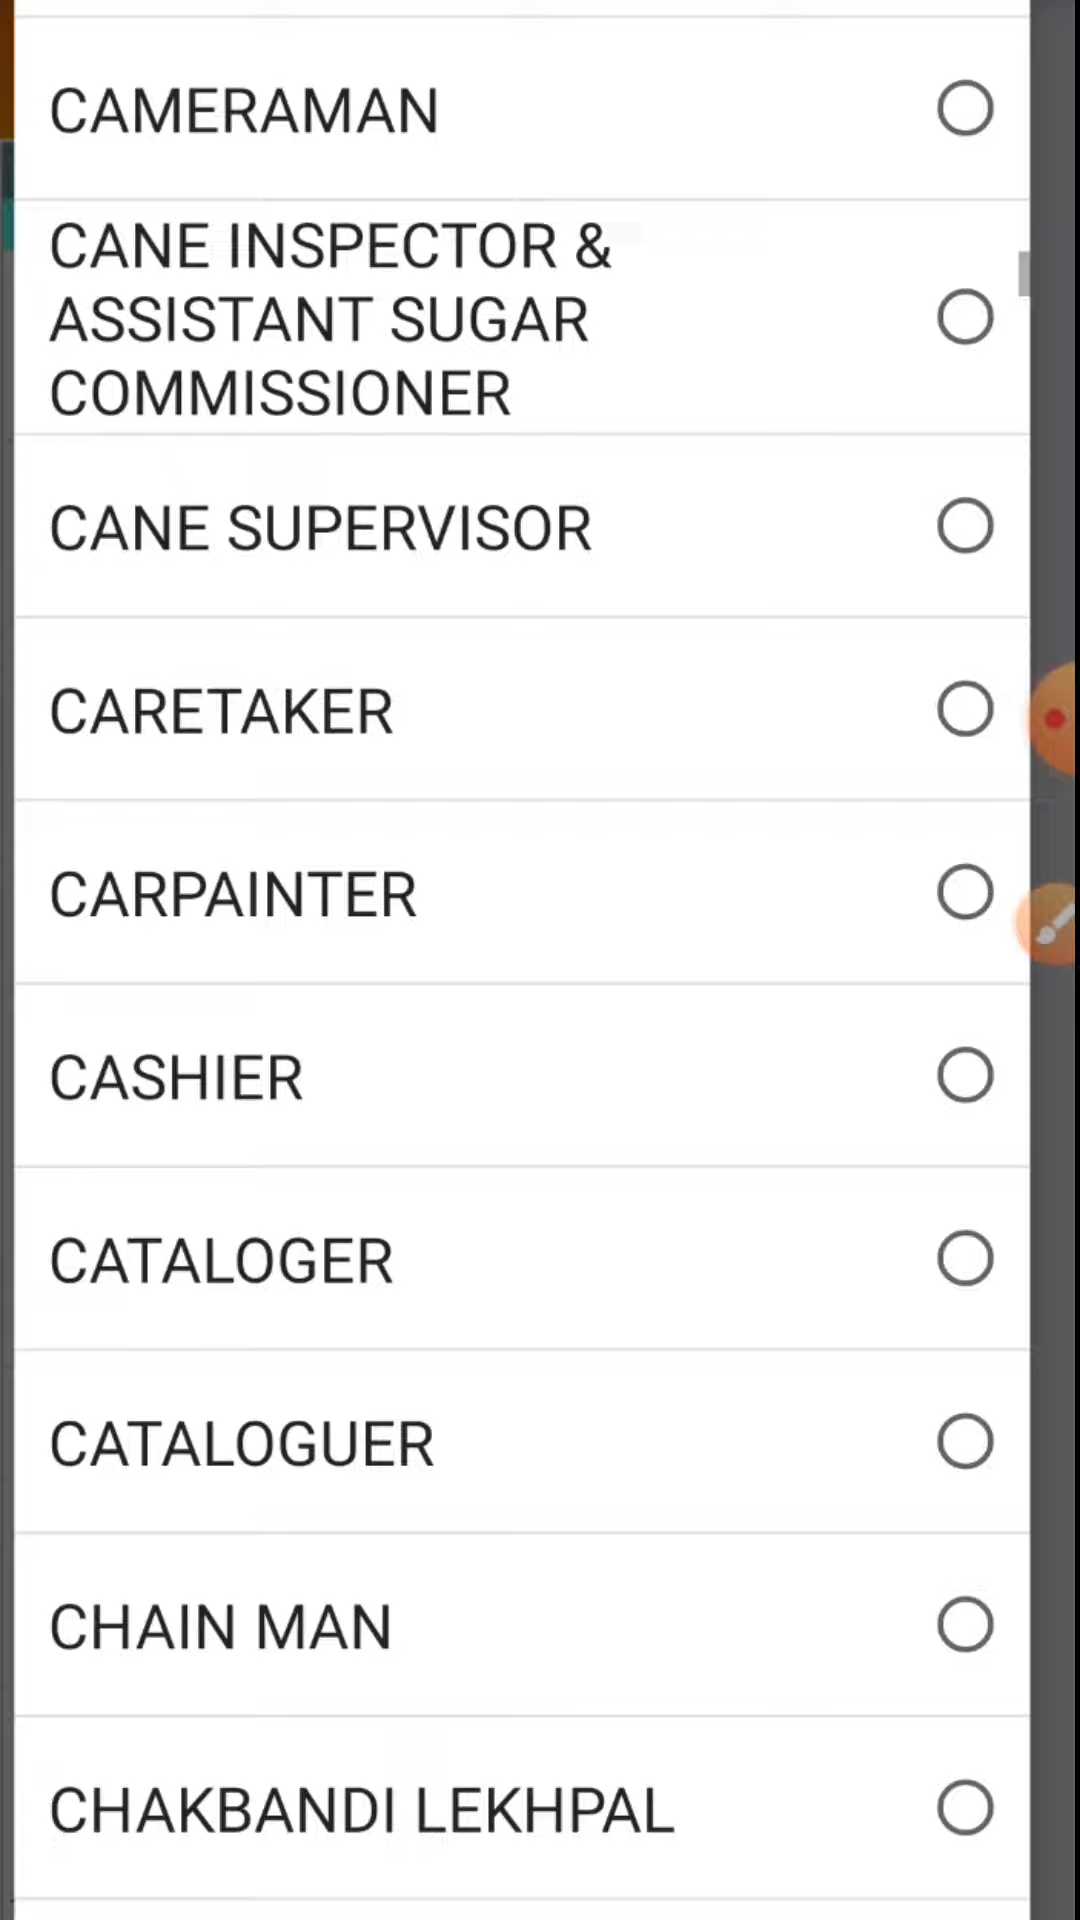 CAMERAMAN
CANE INSPECTOR &
ASSISTANT SUGAR
COMMISSIONER
CANE SUPERVISOR
CARETAKER
CARPAINTER
CASHIER
CATALOGER
CATALOGUER
CHAIN MAN
CHAKBANDI LEKHPAL